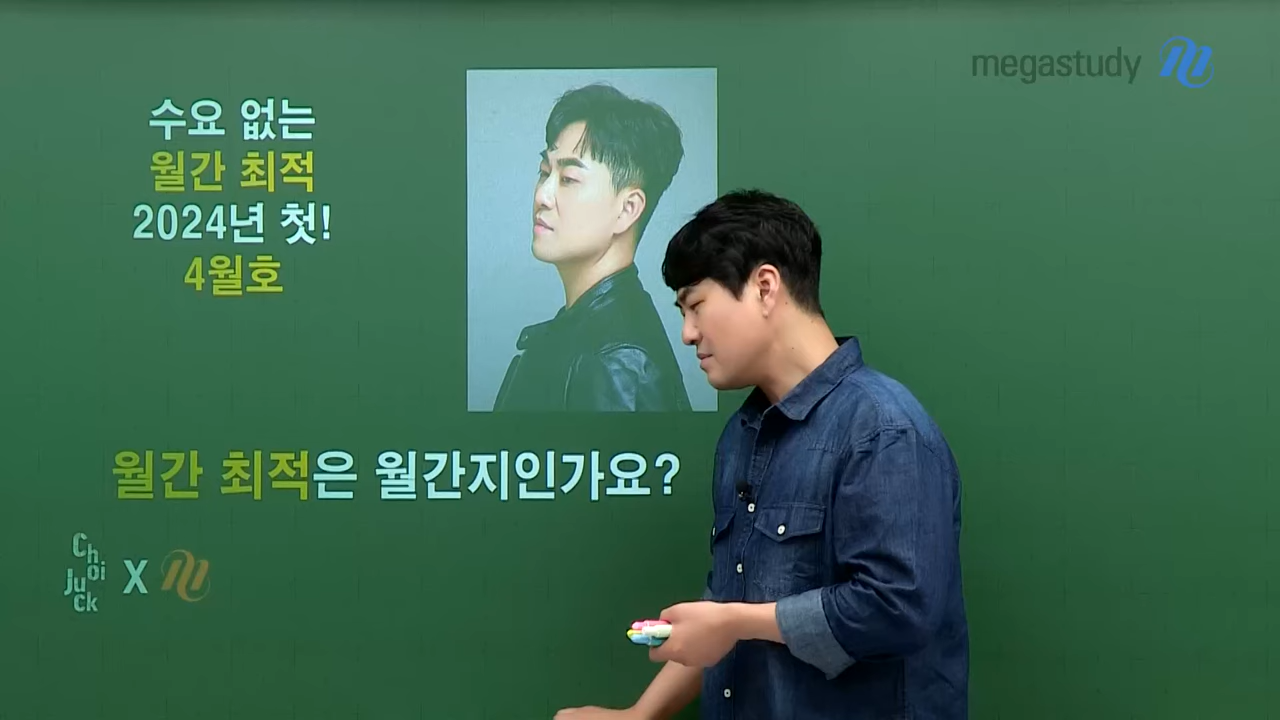 megastudy
수요 없는
월간 최적
2024년 첫!
4월호
월간 최적은 월간지인가요?
Choi
Juck
X